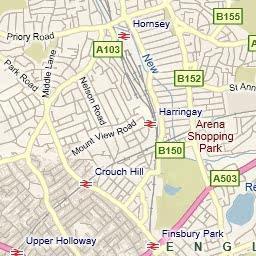 B155
Hornsey
Priory Road
A103
Middle Lane
New
B152
Park Road
Nelson Road
St Ann
Harringay
Arena
Shopping
Park
Mount View Road
B150
Crouch Hill
A503
Re
Finsbury Park
Upper Holloway
E N G L